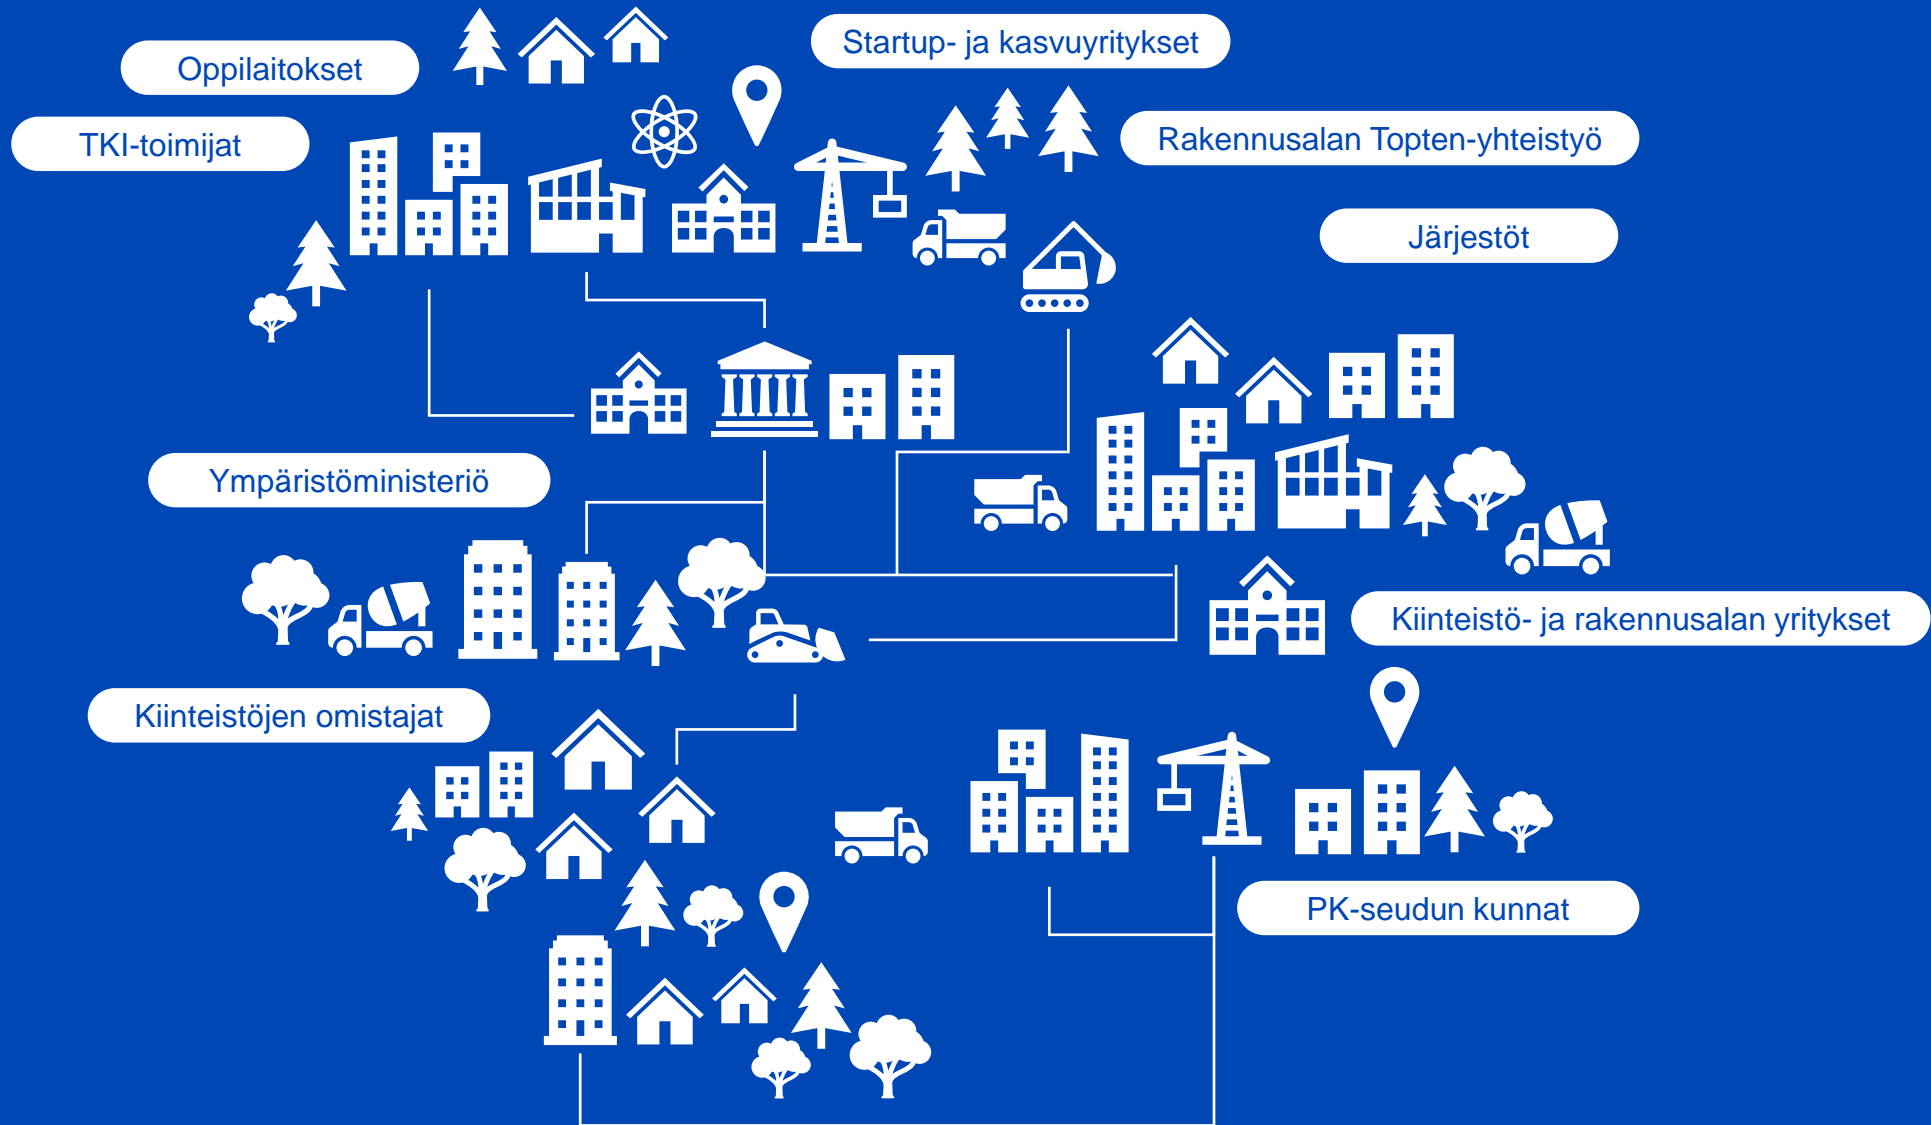 Startup- ja kasvuyritykset
Oppilaitokset
TKI-toimijat
Rakennusalan Topten-yhteistyö
Järjestöt
Ympäristöministeriö
Kiinteistö- ja rakennusalan yritykset
Kiinteistöjen omistajat
PK-seudun kunnat